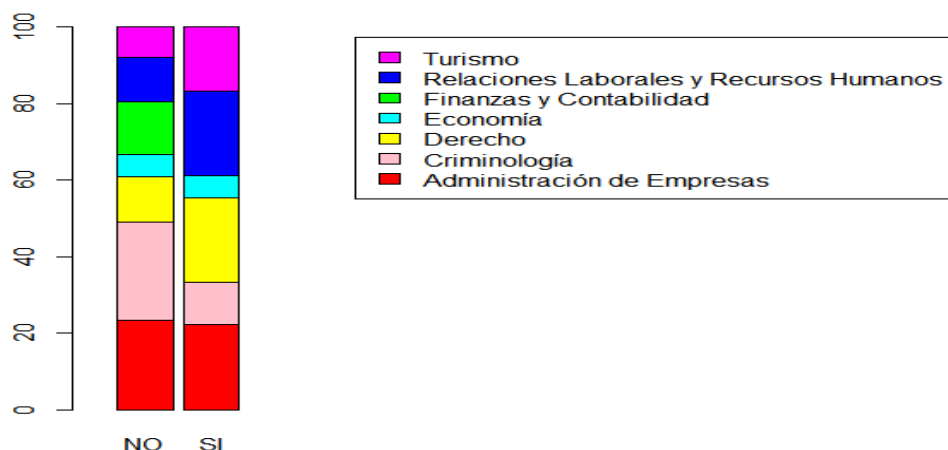 100
80
60
40
20
0
NO SI
Turismo
Relaciones Laborales y Recursos Humanos
Finanzas y Contabilidad
Economía
Derecho
Criminología
Administración de Empresas